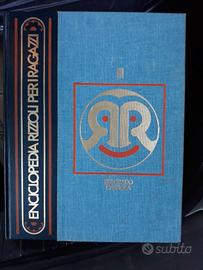 ENCICLOPEDIA RIZZOLI PER I RAGAZZI
subito